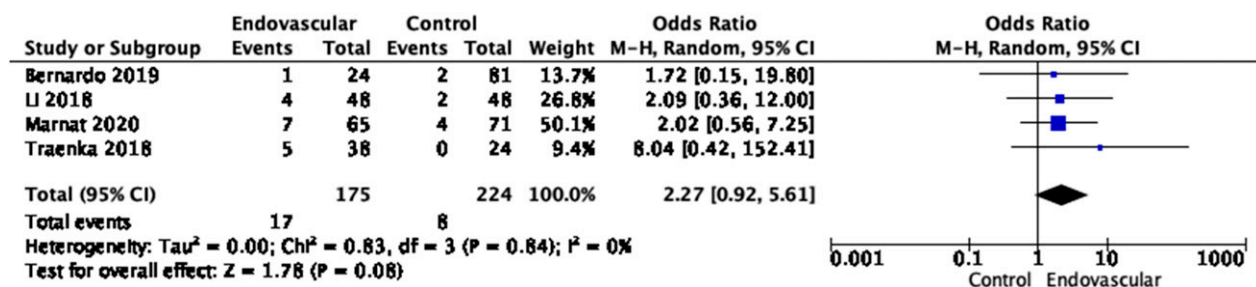 Endovascular Control Odds Ratio Odds Ratio
Study or Subgroup Events Total Events Total Weight M-H, Random, 95% CI M-H, Random, 95% CI
Bernardo 2019 1 24 2 81 13.7% 1.72 [0.15, 19.80]
LI 2018 4 48 2 48 26.8% 2.09 [0.36, 12.00]
Marnat 2020 7 65 4 71 50.1% 2.02 [0.56, 7.25]
Traenka 2018 5 38 0 24 9.4% 8.04 [0.42, 152.41]
Total (95% CI) 175 224 100.0% 2.27 [0.92, 5.61]
Total events 17 8
Heterogeneity: Tau² = 0.00; Chi² = 0.83, df = 3 (P = 0.84); I² = 0%
Test for overall effect: Z = 1.78 (P = 0.08)
0.001 0.1 1 10 1000
Control Endovascular